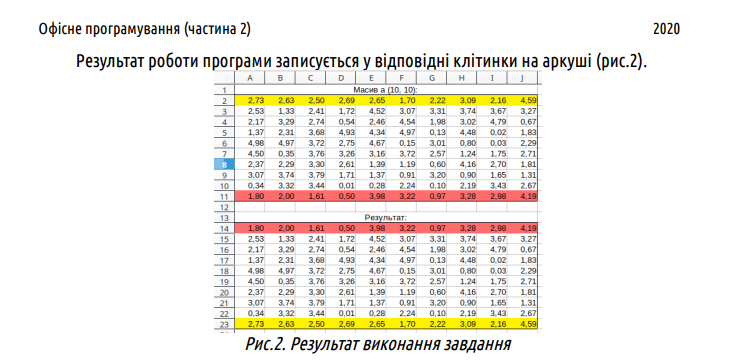 Офісне програмування (частина 2) 2020
Результат роботи програми записується у відповідні клітинки на аркуші (рис.2).
A B C D E F G H I J
1 Масив а (10, 10):
2 2,73 2,63 2,50 2,69 2,65 1,70 2,22 3,09 2,16 4,59
3 2,53 1,33 2,41 1,72 4,52 3,07 3,31 3,74 3,67 3,27
4 2,17 3,29 2,74 0,54 2,46 4,54 1,98 3,02 4,79 0,67
5 1,37 2,31 3,68 4,93 4,34 4,97 0,13 4,48 0,02 1,83
6 4,98 4,97 3,72 2,75 4,67 0,15 3,01 0,80 0,03 2,29
7 4,50 0,35 3,76 3,26 3,16 3,72 2,57 1,24 1,75 2,71
8 2,37 2,29 3,30 2,61 1,39 1,19 0,60 4,16 2,70 1,81
9 3,07 3,74 3,79 1,71 1,37 0,91 3,20 0,90 1,65 1,31
10 0,34 3,32 3,44 0,01 0,28 2,24 0,10 2,19 3,43 2,67
11 1,80 2,00 1,61 0,50 3,98 3,22 0,97 3,28 2,98 4,19
12
13 Результат:
14 1,80 2,00 1,61 0,50 3,98 3,22 0,97 3,28 2,98 4,19
15 2,53 1,33 2,41 1,72 4,52 3,07 3,31 3,74 3,67 3,27
16 2,17 3,29 2,74 0,54 2,46 4,54 1,98 3,02 4,79 0,67
17 1,37 2,31 3,68 4,93 4,34 4,97 0,13 4,48 0,02 1,83
18 4,98 4,97 3,72 2,75 4,67 0,15 3,01 0,80 0,03 2,29
19 4,50 0,35 3,76 3,26 3,16 3,72 2,57 1,24 1,75 2,71
20 2,37 2,29 3,30 2,61 1,39 1,19 0,60 4,16 2,70 1,81
21 3,07 3,74 3,79 1,71 1,37 0,91 3,20 0,90 1,65 1,31
22 0,34 3,32 3,44 0,01 0,28 2,24 0,10 2,19 3,43 2,67
23 2,73 2,63 2,50 2,69 2,65 1,70 2,22 3,09 2,16 4,59
Рис.2. Результат виконання завдання